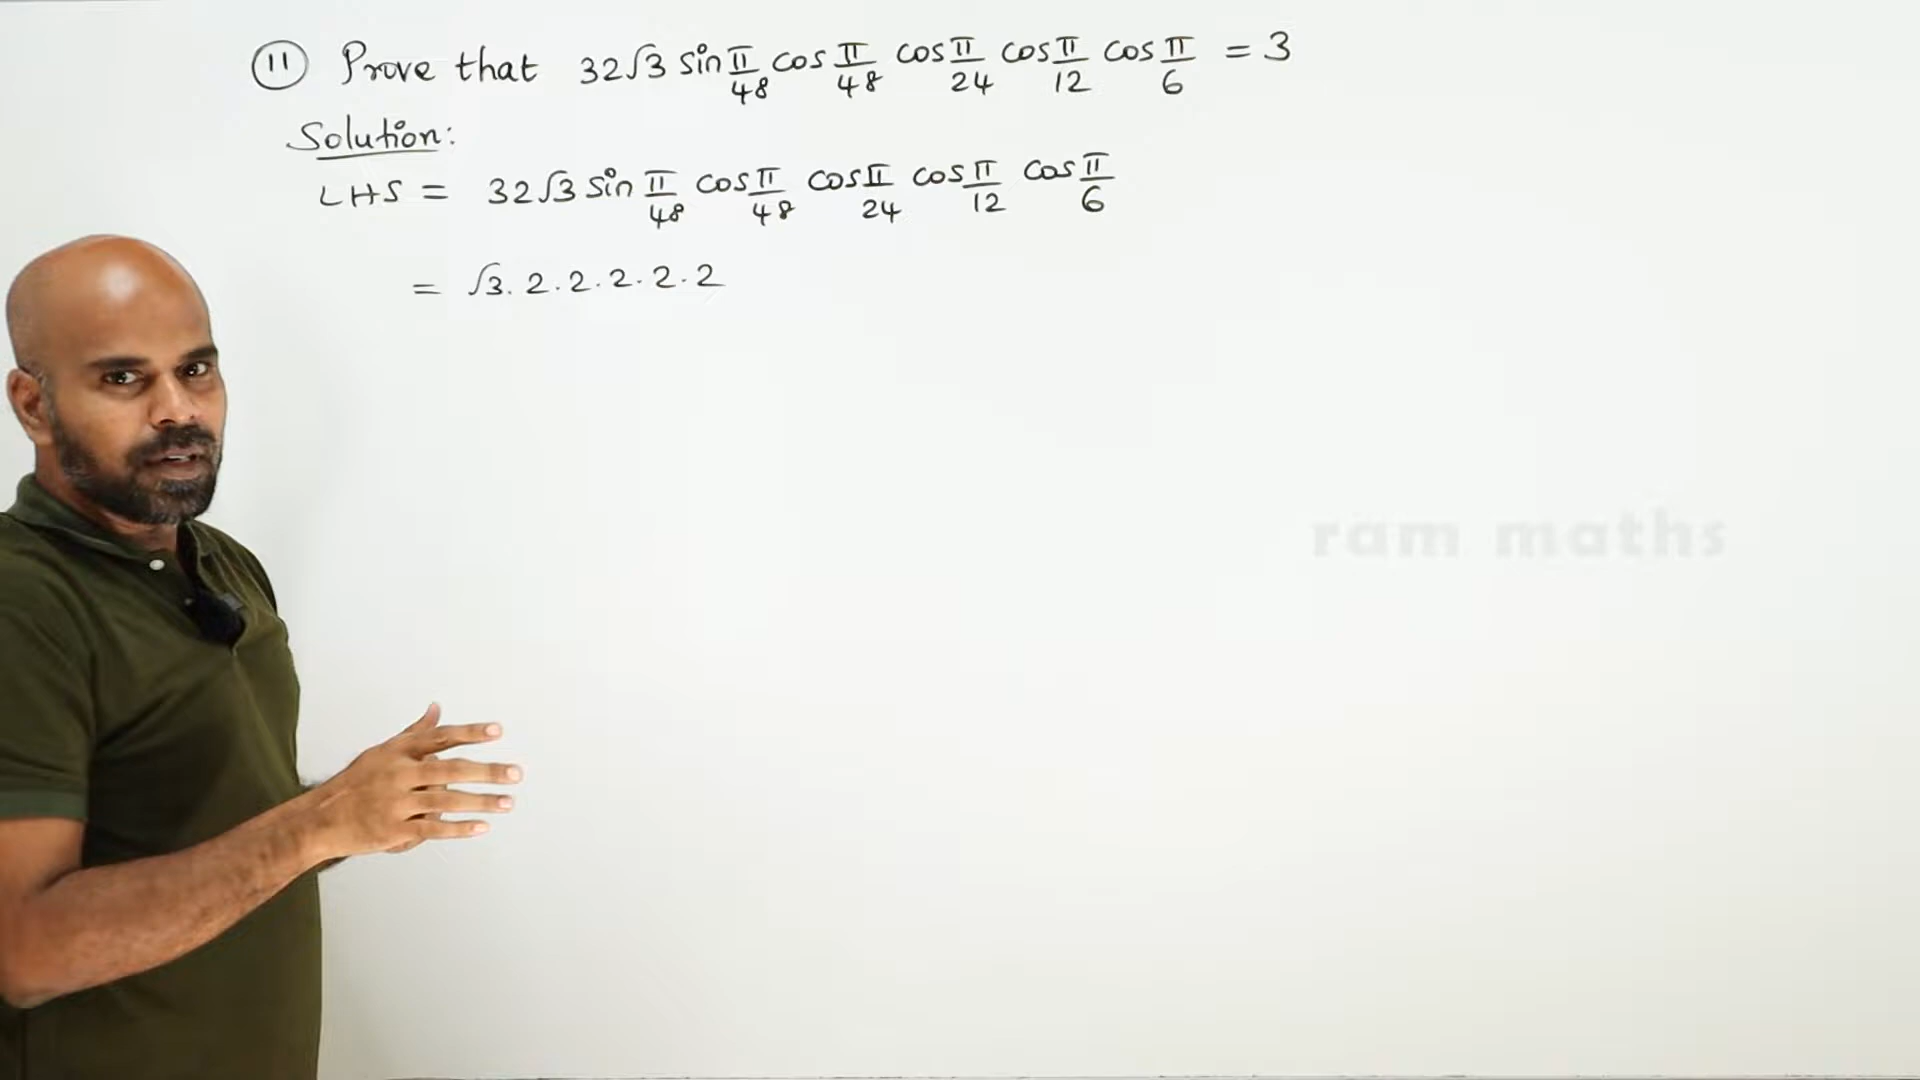 ⑪ Prove that 32√3 sin π/48 cos π/48 cos π/24 cos π/12 cos π/6 = 3
Solution:
LHS = 32√3 sin π/48 cos π/48 cos π/24 cos π/12 cos π/6
= √3.2.2.2.2.2
ram maths